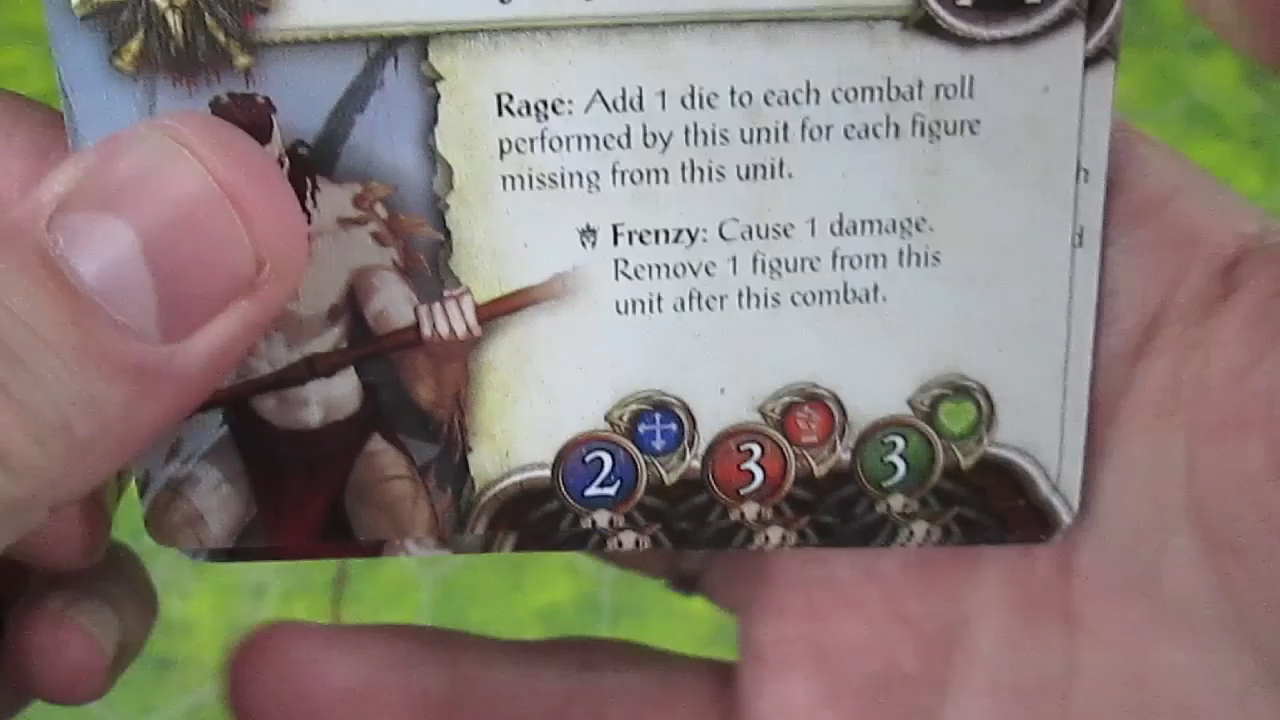 Rage: Add 1 die to each combat roll
performed by this unit for each figure
missing from this unit.
Frenzy: Cause 1 damage.
Remove 1 figure from this
unit after this combat.
2 3 3